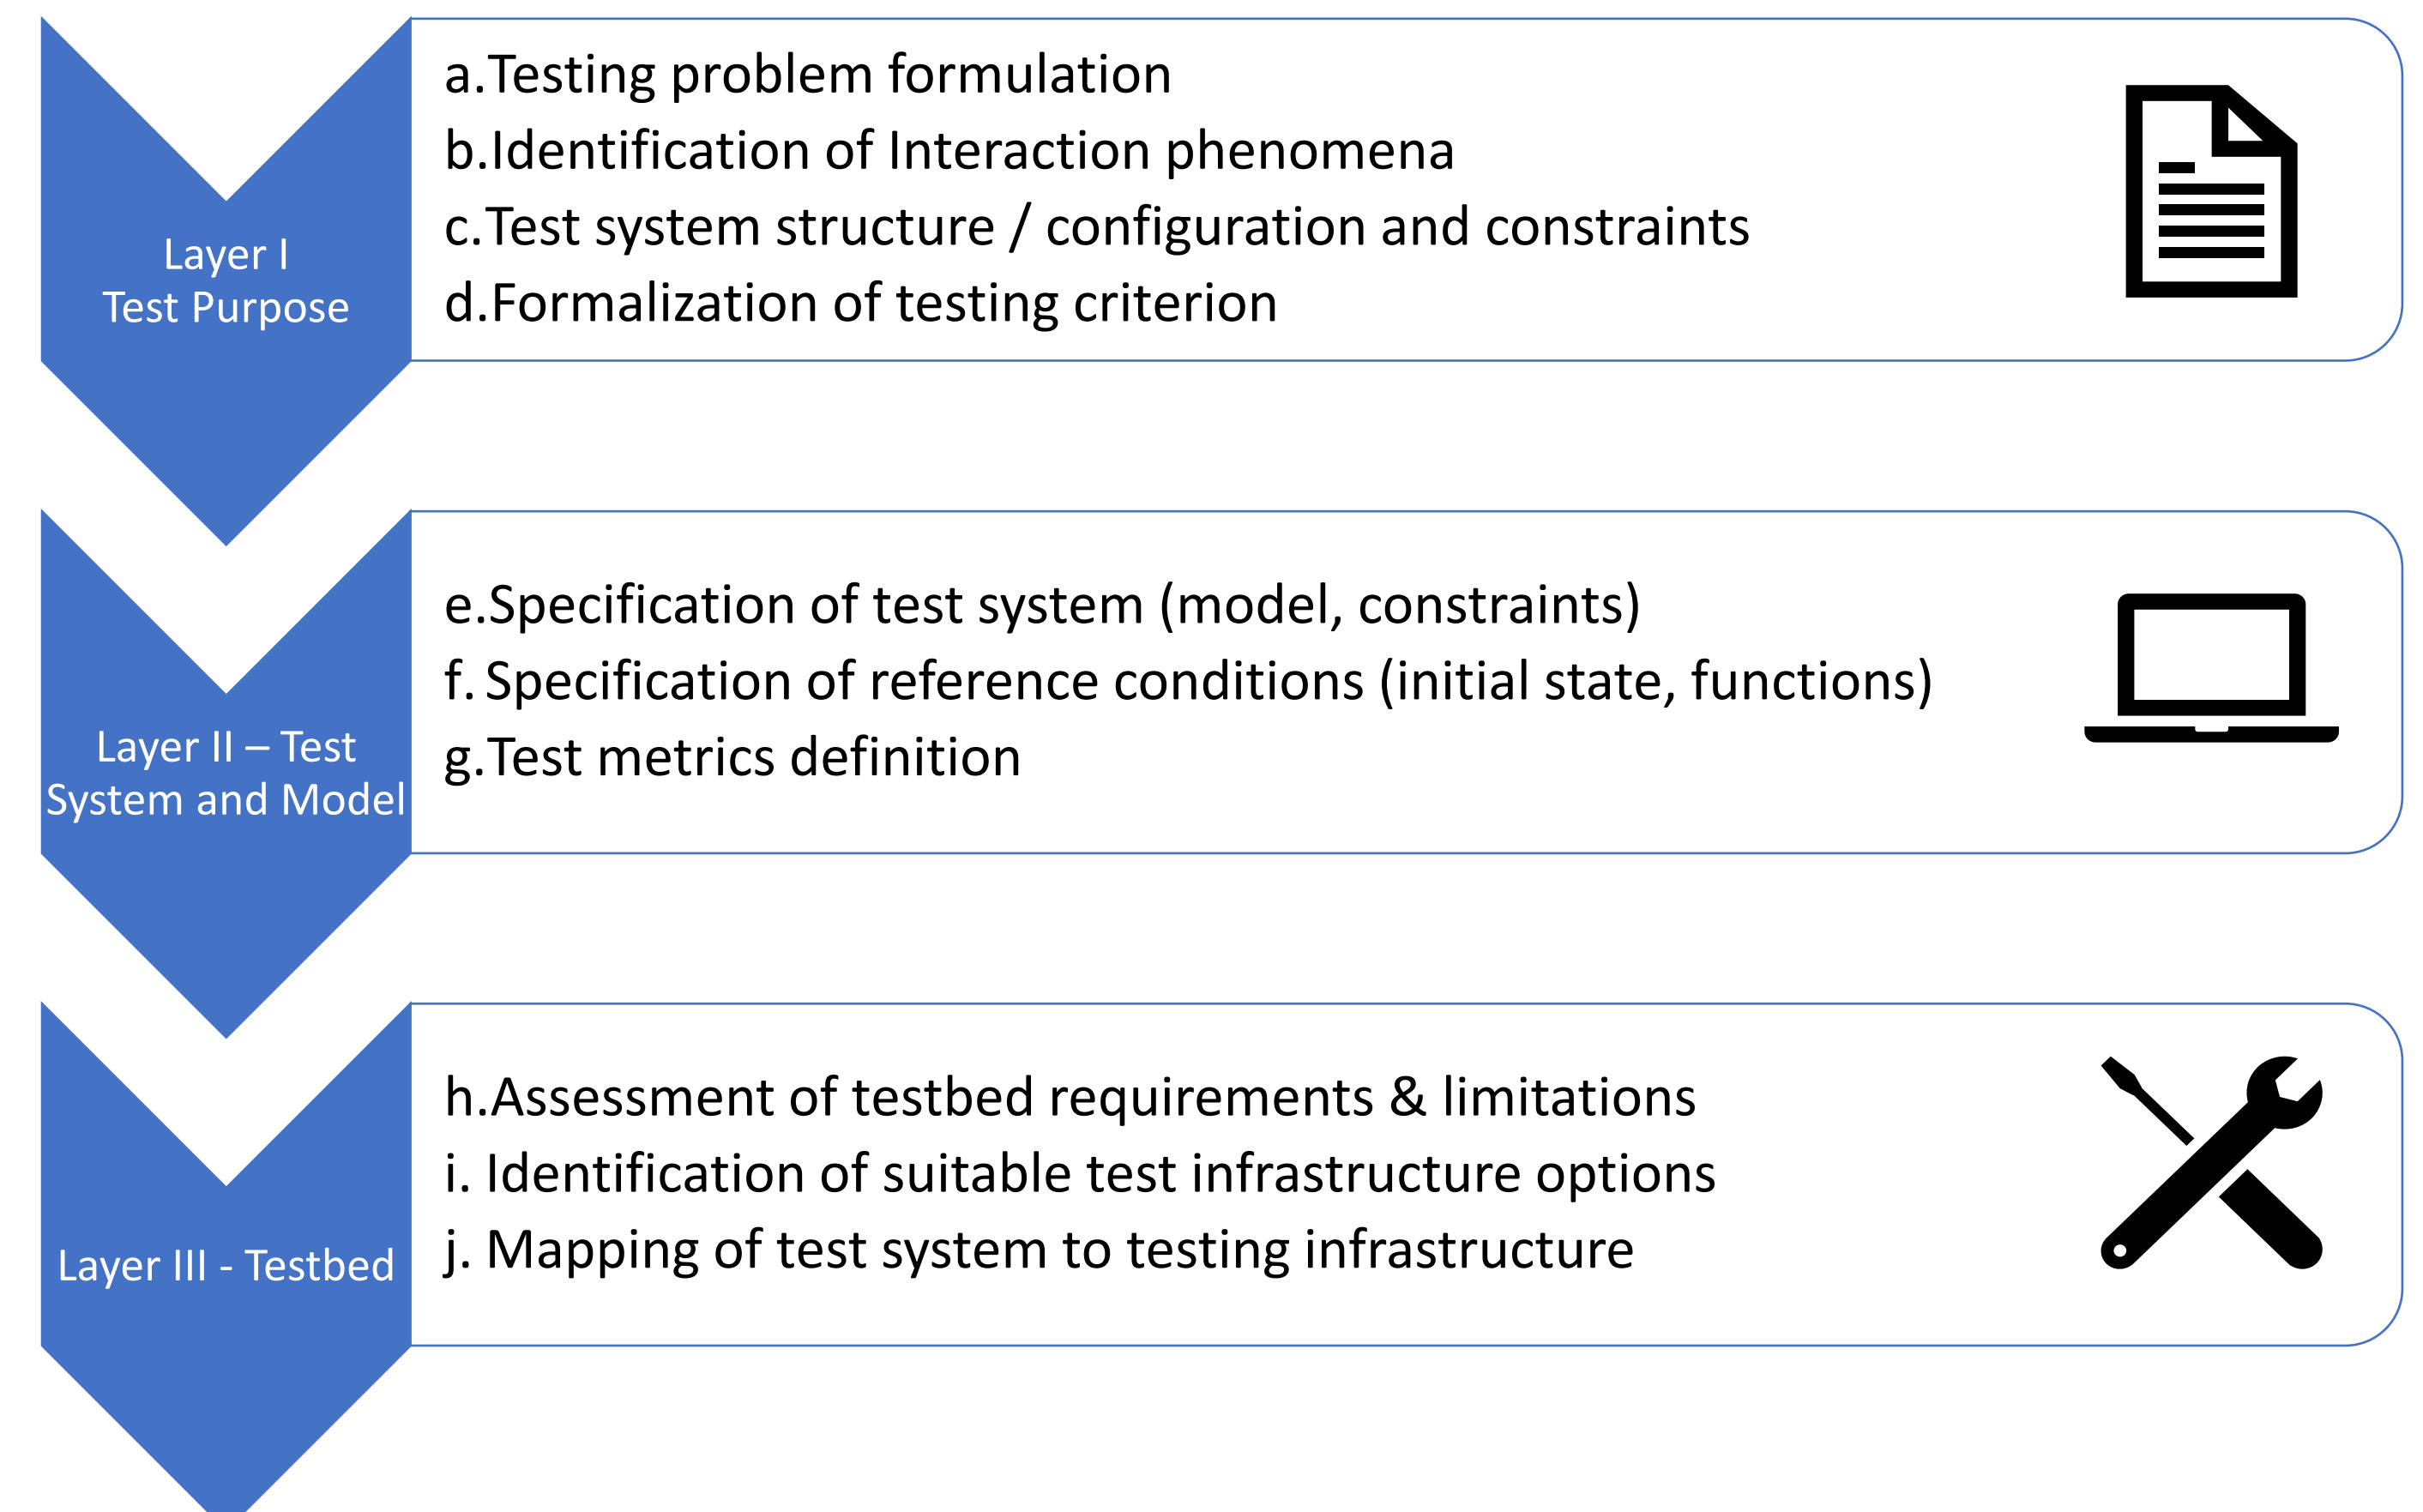 Layer I
Test Purpose
a.Testing problem formulation
b.Identification of Interaction phenomena
c.Test system structure / configuration and constraints
d.Formalization of testing criterion
Layer II – Test
System and Model
e.Specification of test system (model, constraints)
f. Specification of reference conditions (initial state, functions)
g.Test metrics definition
Layer III - Testbed
h.Assessment of testbed requirements & limitations
i. Identification of suitable test infrastructure options
j. Mapping of test system to testing infrastructure